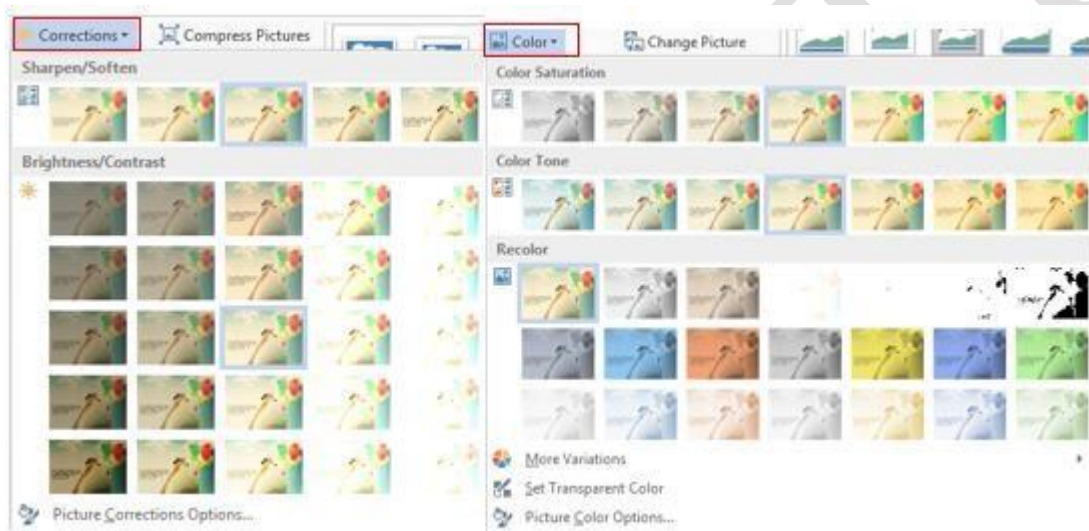 Corrections
Compress Pictures
Sharpen/Soften
Brightness/Contrast
Picture Corrections Options...
Color
Change Picture
Color Saturation
Color Tone
Recolor
More Variations
Set Transparent Color
Picture Color Options...